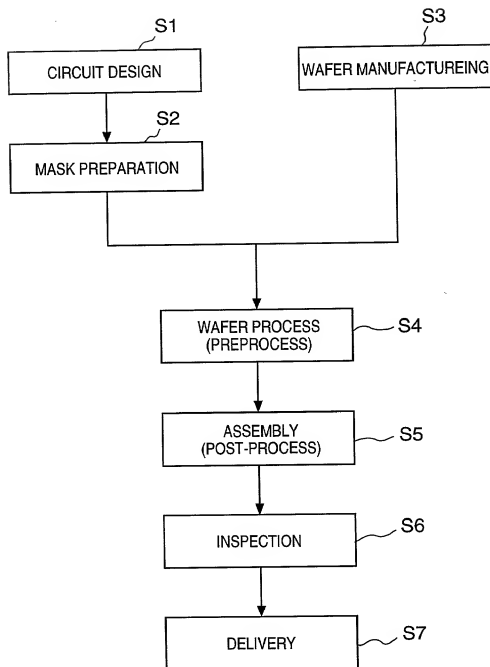 S1
CIRCUIT DESIGN
S3
WAFER MANUFACTUREING
S2
MASK PREPARATION
WAFER PROCESS
(PREPROCESS)
S4
ASSEMBLY
(POST-PROCESS)
S5
INSPECTION
S6
DELIVERY
S7